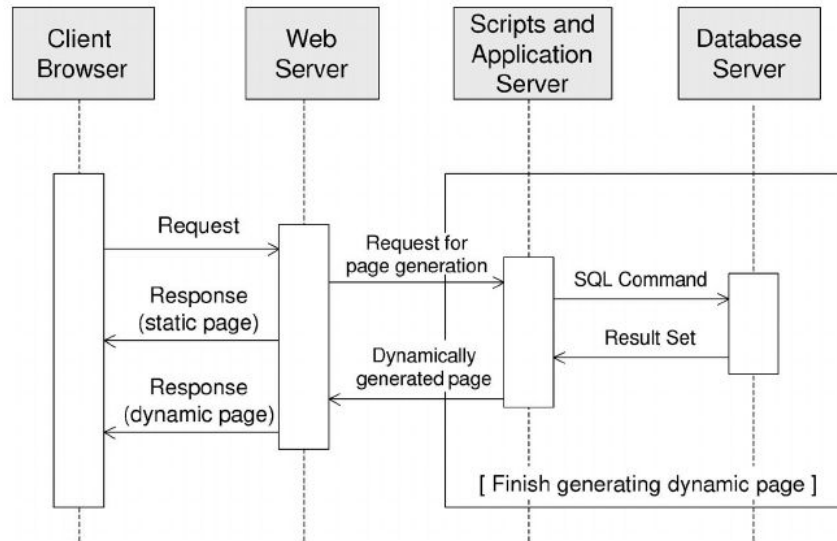 Client
Browser
Web
Server
Scripts and
Application
Server
Database
Server
Request
Request for
page generation
SQL Command
Response
(static page)
Result Set
Dynamically
generated page
Response
(dynamic page)
[ Finish generating dynamic page ]